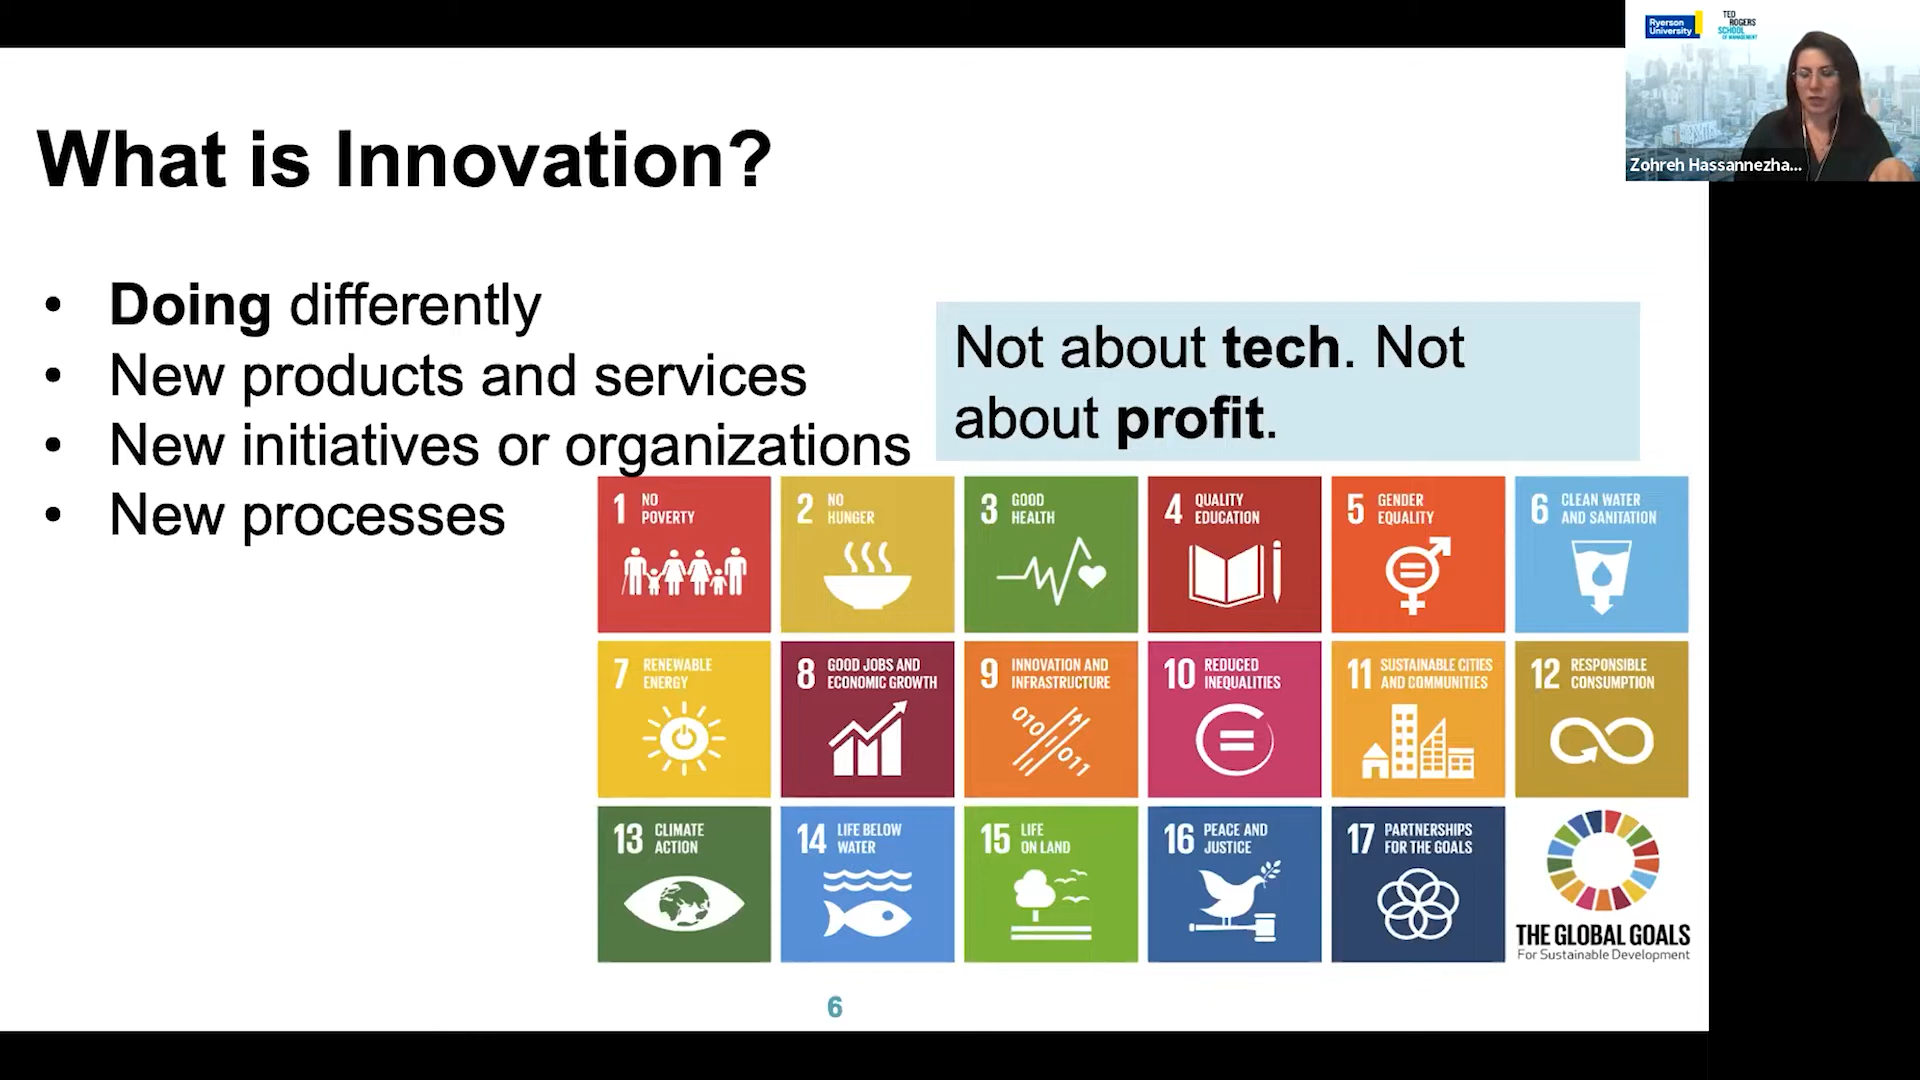 Ryerson
University
TED
ROGERS
SCHOOL
OF MANAGEMENT
Zohreh Hassannezha...
What is Innovation?
• Doing differently
• New products and services
• New initiatives or organizations
• New processes
Not about tech. Not
about profit.
1 NO
POVERTY
2 NO
HUNGER
3 GOOD
HEALTH
4 QUALITY
EDUCATION
5 GENDER
EQUALITY
6 CLEAN WATER
AND SANITATION
7 RENEWABLE
ENERGY
8 GOOD JOBS AND
ECONOMIC GROWTH
9 INNOVATION AND
INFRASTRUCTURE
010
011
10 REDUCED
INEQUALITIES
11 SUSTAINABLE CITIES
AND COMMUNITIES
12 RESPONSIBLE
CONSUMPTION
13 CLIMATE
ACTION
14 LIFE BELOW
WATER
15 LIFE
ON LAND
16 PEACE AND
JUSTICE
17 PARTNERSHIPS
FOR THE GOALS
THE GLOBAL GOALS
For Sustainable Development
6